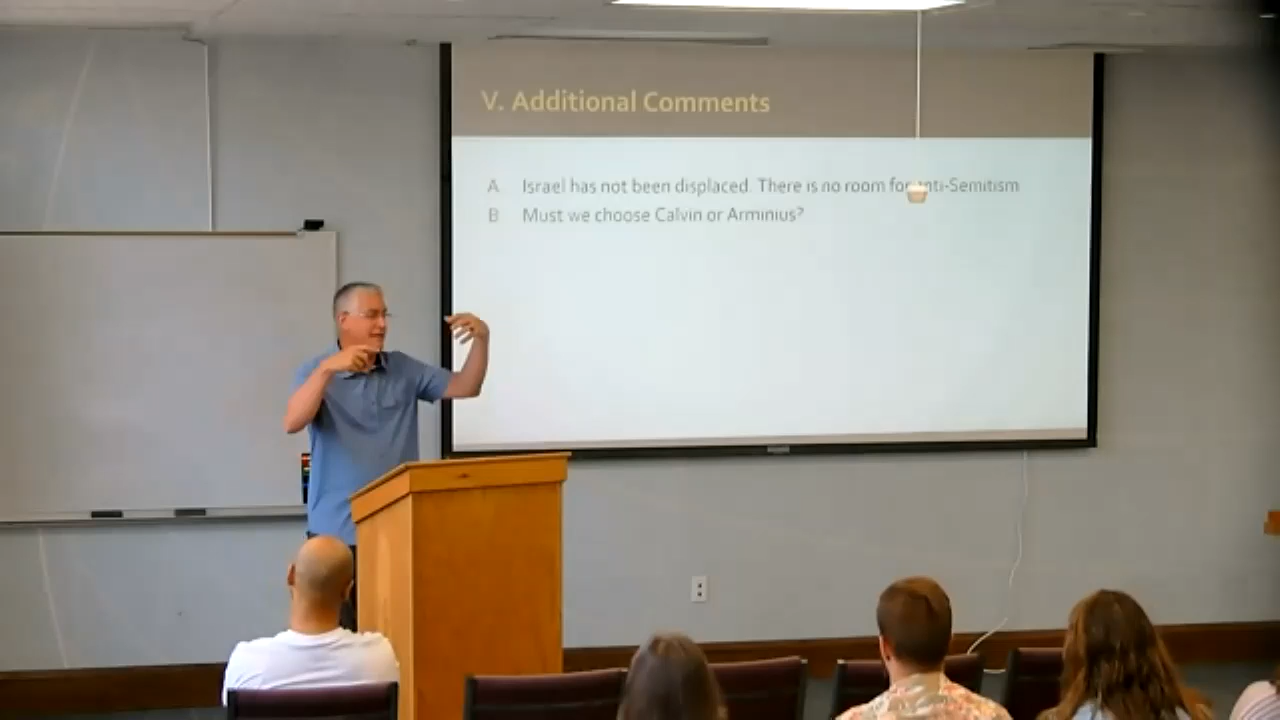 V. Additional Comments
A Israel has not been displaced. There is no room for anti-Semitism
B Must we choose Calvin or Arminius?